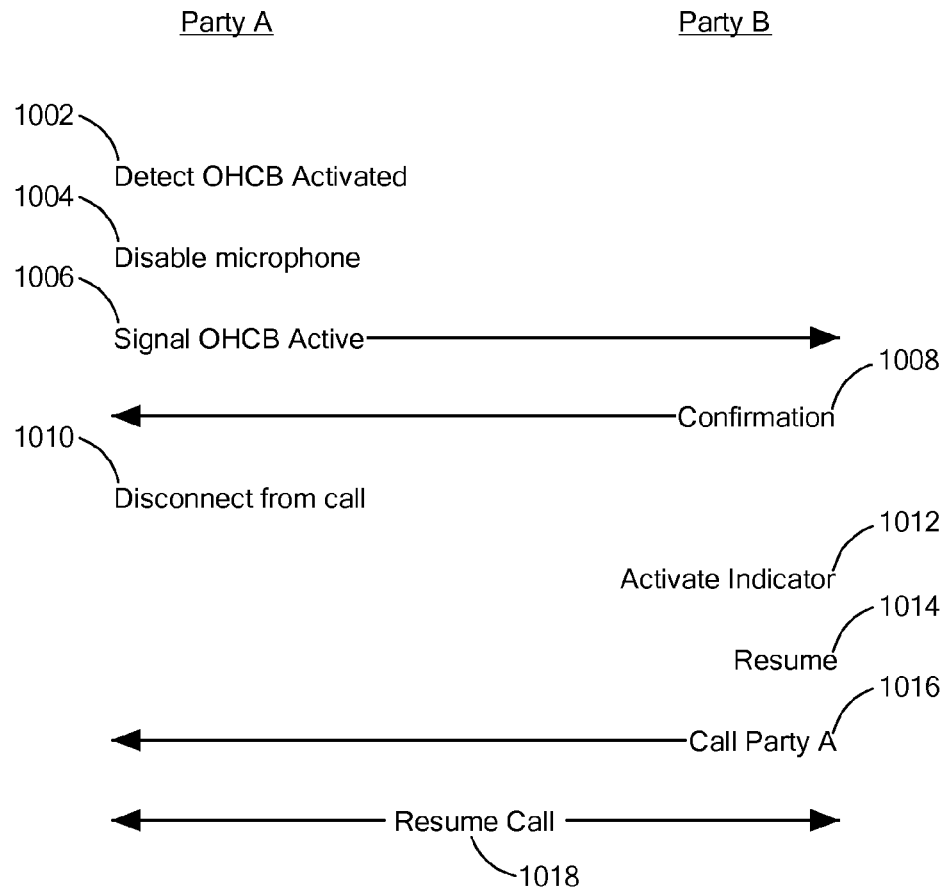 Party A
Party B
1002
Detect OHCB Activated
1004
Disable microphone
1006
Signal OHCB Active
1008
Confirmation
1010
Disconnect from call
1012
Activate Indicator
1014
Resume
1016
Call Party A
Resume Call
1018